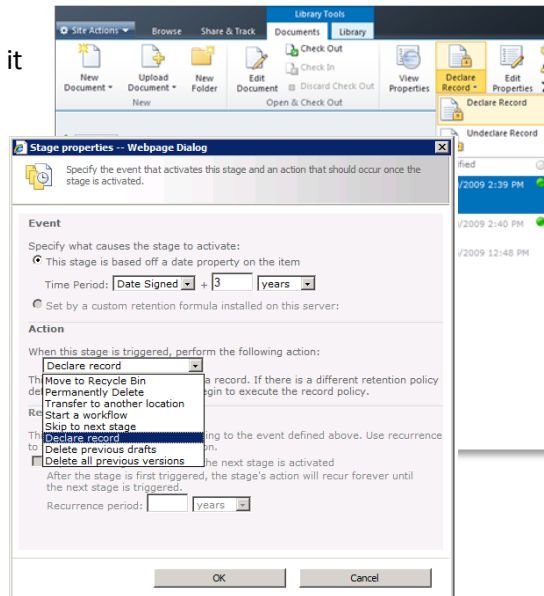 it
Library Tools
Site Actions Browse Share & Track Documents Library
New Document
Upload Document
New Folder
New
Edit Document
Check Out
Check In
Discard Check Out
Open & Check Out
View Properties
Declare Record
Edit Properties
Declare Record
Undeclare Record
ified
/2009 2:39 PM
/2009 2:40 PM
/2009 12:48 PM
Stage properties -- Webpage Dialog
Specify the event that activates this stage and an action that should occur once the
stage is activated.
Event
Specify what causes the stage to activate:
This stage is based off a date property on the item
Time Period: Date Signed + 3 years
Set by a custom retention formula installed on this server:
Action
When this stage is triggered, perform the following action:
Declare record
Move to Recycle Bin
Permanently Delete
Transfer to another location
Start a workflow
Skip to next stage
Declare record
Delete previous drafts
Delete all previous versions
Th a record. If there is a different retention policy
de gin to execute the record policy.
Re
Th ng to the event defined above. Use recurrence
to on.
the next stage is activated
After the stage is first triggered, the stage's action will recur forever until
the next stage is triggered.
Recurrence period: years
OK Cancel